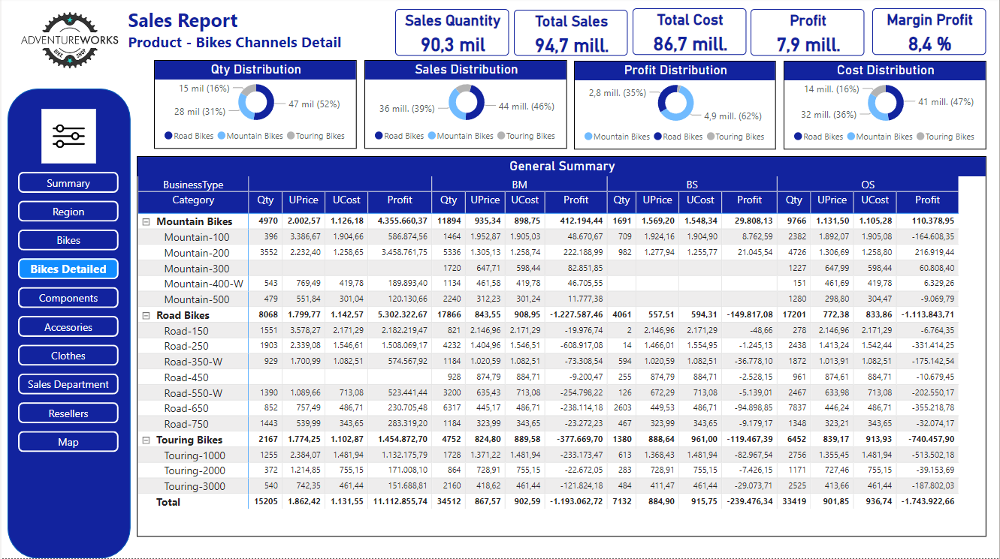 ADVENTUREWORKS
BIKE SHOP
Sales Report
Product - Bikes Channels Detail
Sales Quantity
90,3 mil
Total Sales
94,7 mill.
Total Cost
86,7 mill.
Profit
7,9 mill.
Margin Profit
8,4 %
Qty Distribution
15 mil (16%)
28 mil (31%)
47 mil (52%)
Road Bikes Mountain Bikes Touring Bikes
Sales Distribution
36 mill. (39%)
44 mill. (46%)
Road Bikes Mountain Bikes Touring Bikes
Profit Distribution
2,8 mill. (35%)
4,9 mill. (62%)
Mountain Bikes Road Bikes Touring Bikes
Cost Distribution
14 mill. (16%)
32 mill. (36%)
41 mill. (47%)
Road Bikes Mountain Bikes Touring Bikes
Summary
Region
Bikes
Bikes Detailed
Components
Accesories
Clothes
Sales Department
Resellers
Map
General Summary
BusinessType BM BS OS
Category Qty UPrice UCost Profit Qty UPrice UCost Profit Qty UPrice UCost Profit Qty UPrice UCost Profit
Mountain Bikes 4970 2.002,57 1.126,18 4.355.660,37 11894 935,34 898,75 412.194,44 1691 1.569,20 1.548,34 29.808,13 9766 1.131,50 1.105,28 110.378,95
Mountain-100 396 3.386,67 1.904,66 586.874,56 1464 1.952,87 1.905,03 48.670,67 709 1.924,16 1.904,90 8.762,59 2382 1.892,07 1.905,08 -164.608,35
Mountain-200 3552 2.232,40 1.258,65 3.458.761,75 5336 1.305,13 1.258,74 222.188,99 982 1.277,94 1.255,77 21.045,54 4726 1.306,69 1.258,80 216.919,44
Mountain-300 1720 647,71 598,44 82.851,85 1227 647,99 598,44 60.808,40
Mountain-400-W 543 769,49 419,78 189.893,40 1134 461,58 419,78 46.705,55 151 461,69 419,78 6.329,26
Mountain-500 479 551,84 301,04 120.130,66 2240 312,23 301,24 11.777,38 1280 298,80 304,47 -9.069,79
Road Bikes 8068 1.799,77 1.142,57 5.302.322,67 17866 843,55 908,95 -1.227.587,46 4061 557,51 594,31 -149.817,08 17201 772,38 833,86 -1.113.843,71
Road-150 1551 3.578,27 2.171,29 2.182.219,47 821 2.146,96 2.171,29 -19.976,74 2 2.146,96 2.171,29 -48,66 278 2.146,96 2.171,29 -6.764,35
Road-250 1903 2.339,08 1.546,61 1.508.069,17 4232 1.404,96 1.546,51 -608.917,08 14 1.466,01 1.554,95 -1.245,13 2438 1.413,24 1.542,44 -331.414,25
Road-350-W 929 1.700,99 1.082,51 574.567,92 1184 1.020,59 1.082,51 -73.308,54 594 1.020,59 1.082,51 -36.778,10 1872 1.013,91 1.082,51 -175.142,54
Road-450 928 874,79 884,71 -9.200,47 255 874,79 884,71 -2.528,15 961 874,61 884,71 -10.679,45
Road-550-W 1390 1.089,66 713,08 523.441,44 3200 635,43 713,08 -254.798,22 126 672,29 713,08 -5.139,01 2467 633,98 713,08 -202.550,17
Road-650 852 757,49 486,71 230.705,48 6317 445,17 486,71 -238.114,18 2603 449,53 486,71 -94.898,85 7837 446,24 486,71 -355.218,78
Road-750 1443 539,99 343,65 283.319,20 1184 323,99 343,65 -23.272,23 467 323,99 343,65 -9.179,17 1348 323,21 343,65 -32.074,17
Touring Bikes 2167 1.774,25 1.102,87 1.454.872,70 4752 824,80 889,58 -377.669,70 1380 888,64 961,00 -119.467,39 6452 839,17 913,93 -740.457,90
Touring-1000 1255 2.384,07 1.481,94 1.132.175,79 1728 1.371,22 1.481,94 -233.173,47 613 1.368,43 1.481,94 -82.967,54 2756 1.355,45 1.481,94 -513.502,18
Touring-2000 372 1.214,85 755,15 171.008,10 864 728,91 755,15 -22.672,05 283 728,91 755,15 -7.426,15 1171 727,46 755,15 -39.153,69
Touring-3000 540 742,35 461,44 151.688,81 2160 418,62 461,44 -121.824,18 484 411,47 461,44 -29.073,71 2525 413,66 461,44 -187.802,03
Total 15205 1.862,42 1.131,55 11.112.855,74 34512 867,57 902,59 -1.193.062,72 7132 884,90 915,75 -239.476,34 33419 901,85 936,74 -1.743.922,66